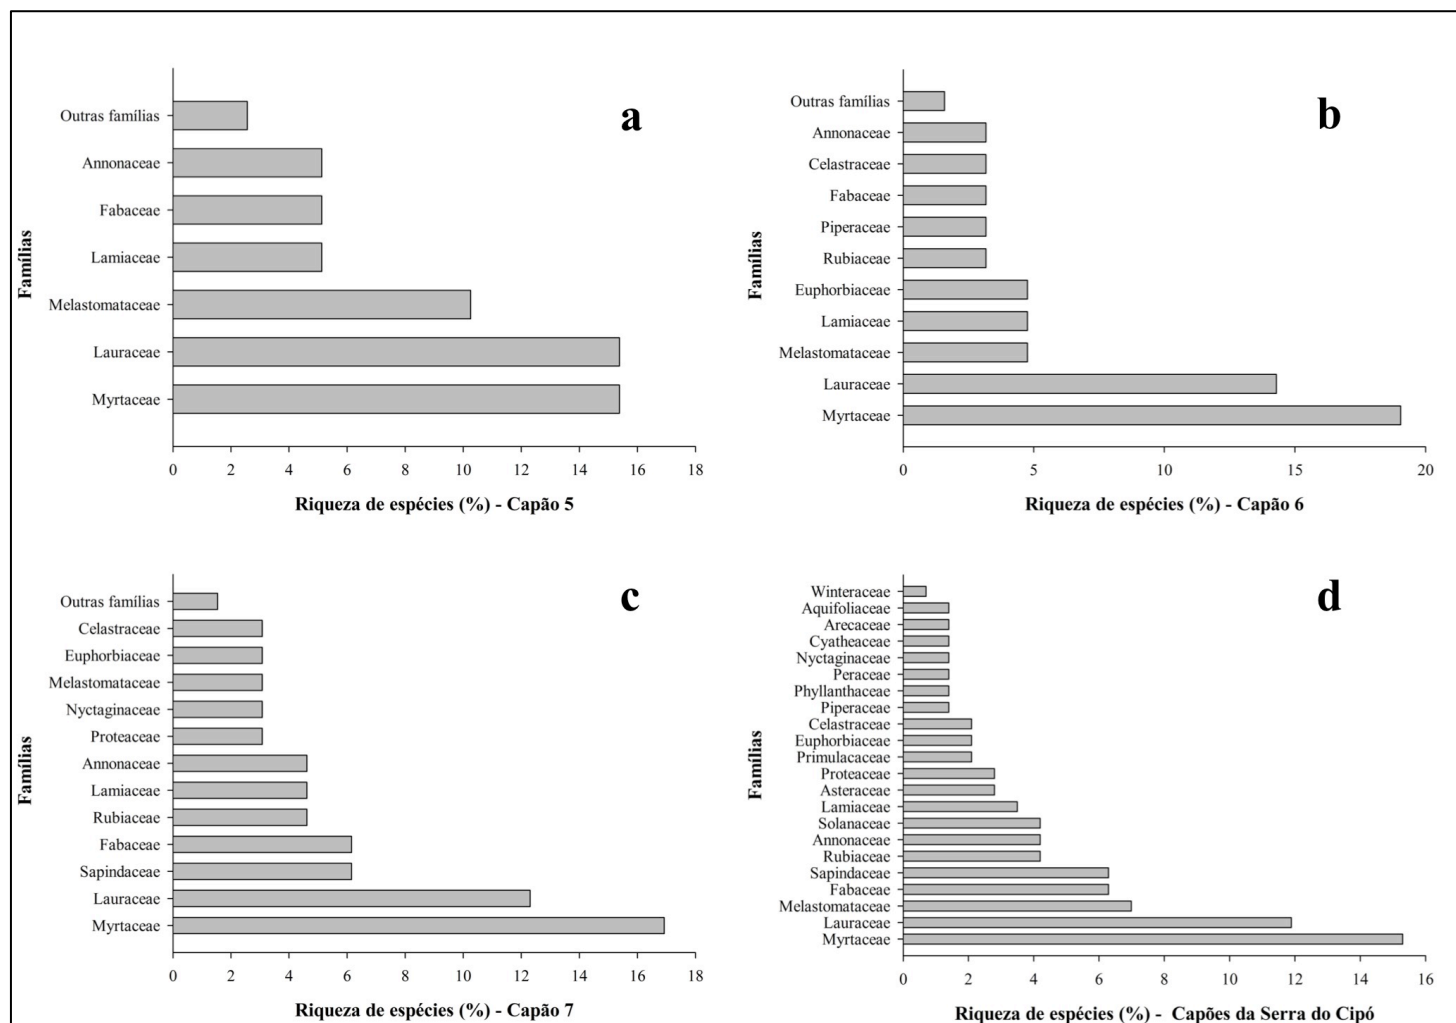 a
Famílias
Outras famílias
Annonaceae
Fabaceae
Lamiaceae
Melastomataceae
Lauraceae
Myrtaceae
0 2 4 6 8 10 12 14 16 18
Riqueza de espécies (%) - Capão 5
b
Famílias
Outras famílias
Annonaceae
Celastraceae
Fabaceae
Piperaceae
Rubiaceae
Euphorbiaceae
Lamiaceae
Melastomataceae
Lauraceae
Myrtaceae
0 5 10 15 20
Riqueza de espécies (%) - Capão 6
c
Famílias
Outras famílias
Celastraceae
Euphorbiaceae
Melastomataceae
Nyctaginaceae
Proteaceae
Annonaceae
Lamiaceae
Rubiaceae
Fabaceae
Sapindaceae
Lauraceae
Myrtaceae
0 2 4 6 8 10 12 14 16 18
Riqueza de espécies (%) - Capão 7
d
Famílias
Winteraceae
Aquifoliaceae
Arecaceae
Cyatheaceae
Nyctaginaceae
Peraceae
Phyllanthaceae
Piperaceae
Celastraceae
Euphorbiaceae
Primulacaceae
Proteaceae
Asteraceae
Lamiaceae
Solanaceae
Annonaceae
Rubiaceae
Sapindaceae
Fabaceae
Melastomataceae
Lauraceae
Myrtaceae
0 2 4 6 8 10 12 14 16
Riqueza de espécies (%) - Capões da Serra do Cipó